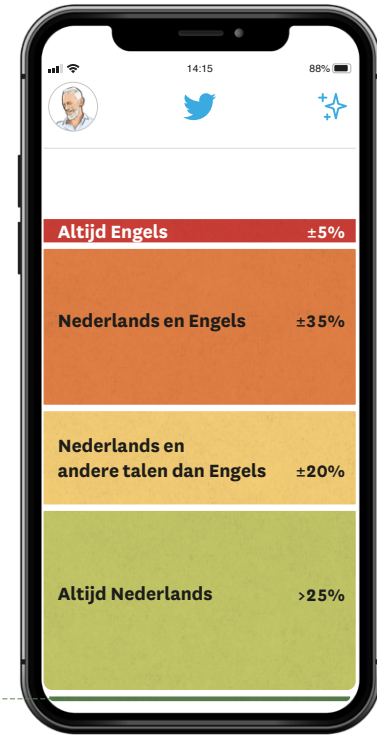 14:15
88%
Altijd Engels ±5%
Nederlands en Engels ±35%
Nederlands en
andere talen dan Engels ±20%
Altijd Nederlands >25%